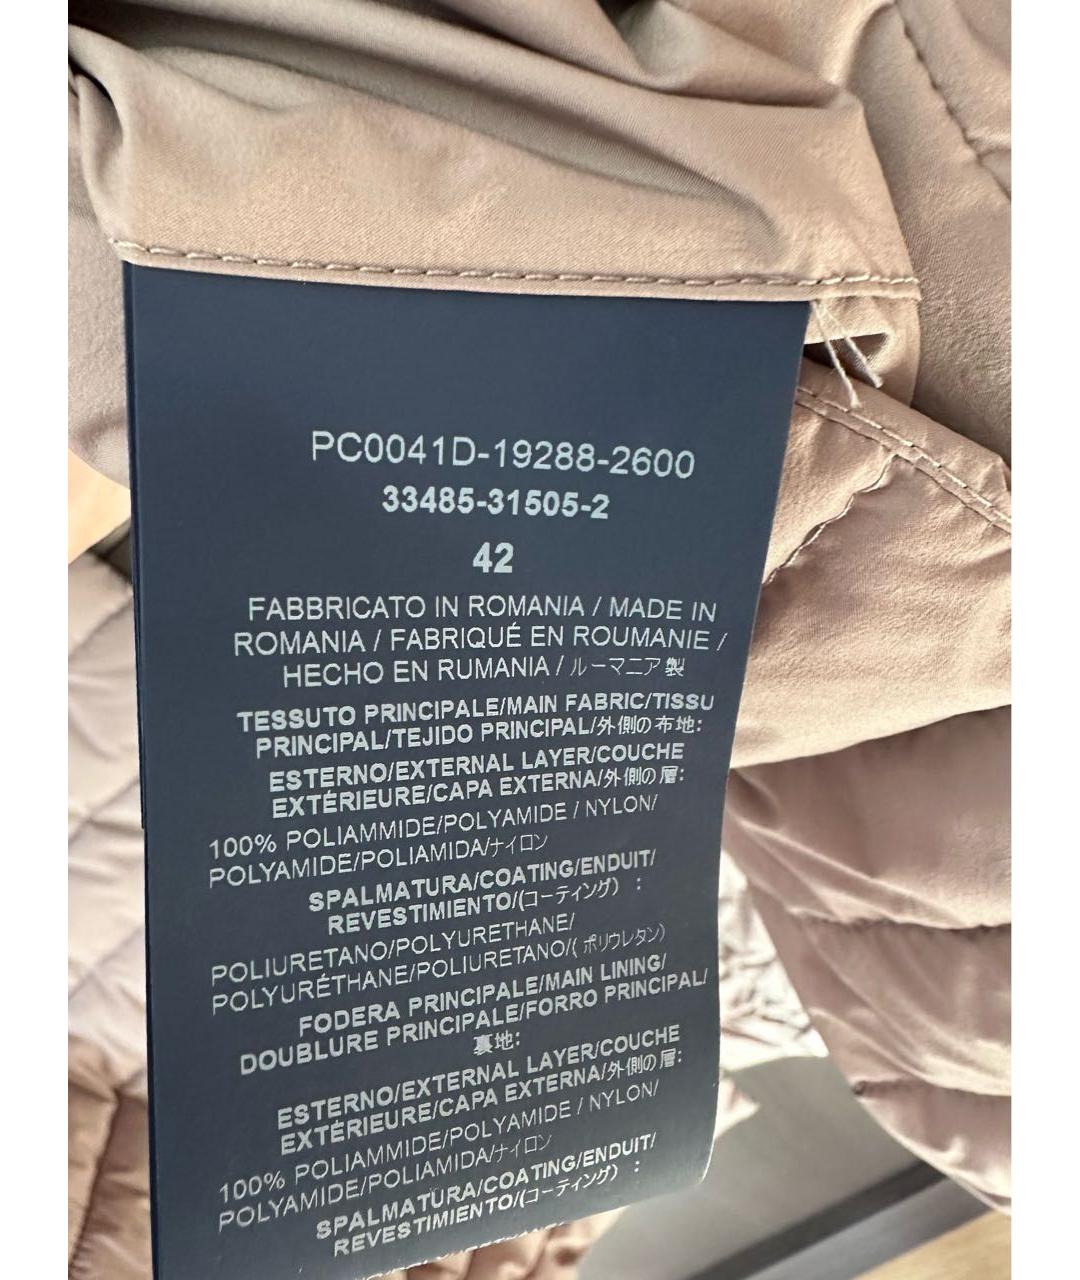 PC0041D-19288-2600
33485-31505-2
42
FABBRICATO IN ROMANIA / MADE IN
ROMANIA / FABRIQUÉ EN ROUMANIE /
HECHO EN RUMANIA / ルーマニア製
TESSUTO PRINCIPALE/MAIN FABRIC/TISSU
PRINCIPAL/TEJIDO PRINCIPAL/外側の布地:
ESTERNO/EXTERNAL LAYER/COUCHE
EXTÉRIEURE/CAPA EXTERNA/外側の層:
100% POLIAMMIDE/POLYAMIDE / NYLON/
POLYAMIDE/POLIAMIDA/ナイロン
SPALMATURA/COATING/ENDUIT/
REVESTIMIENTO/(コーティング) :
POLIURETANO/POLYURETHANE/
POLYURÉTHANE/POLIURETANO/( ポリウレタン)
FODERA PRINCIPALE/MAIN LINING/
DOUBLURE PRINCIPALE/FORRO PRINCIPAL/
裏地:
ESTERNO/EXTERNAL LAYER/COUCHE
EXTÉRIEURE/CAPA EXTERNA/外側の層:
100% POLIAMMIDE/POLYAMIDE / NYLON/
POLYAMIDE/POLIAMIDA/ナイロン
SPALMATURA/COATING/ENDUIT/
REVESTIMIENTO/(コーティング) :